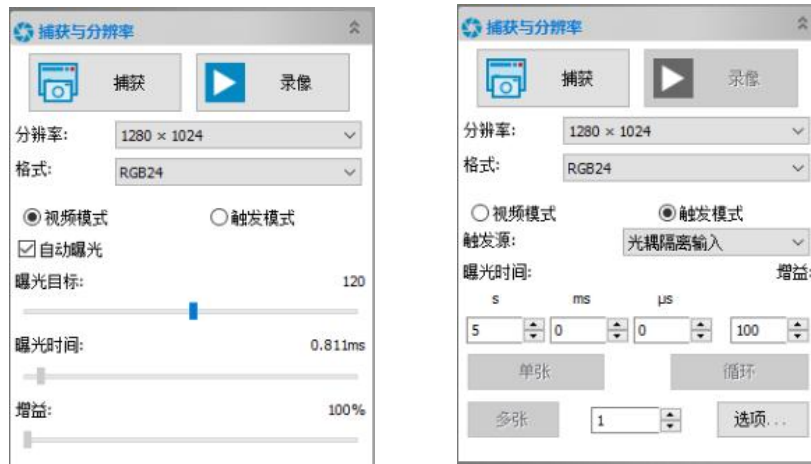 捕获与分辨率
捕获 录像
分辨率: 1280 × 1024
格式: RGB24
视频模式 触发模式
自动曝光
曝光目标: 120
曝光时间: 0.811ms
增益: 100%
捕获与分辨率
捕获 录像
分辨率: 1280 × 1024
格式: RGB24
视频模式 触发模式
触发源: 光耦隔离输入
曝光时间: 增益:
s ms μs
5 0 0 100
单张 循环
多张 1 选项...